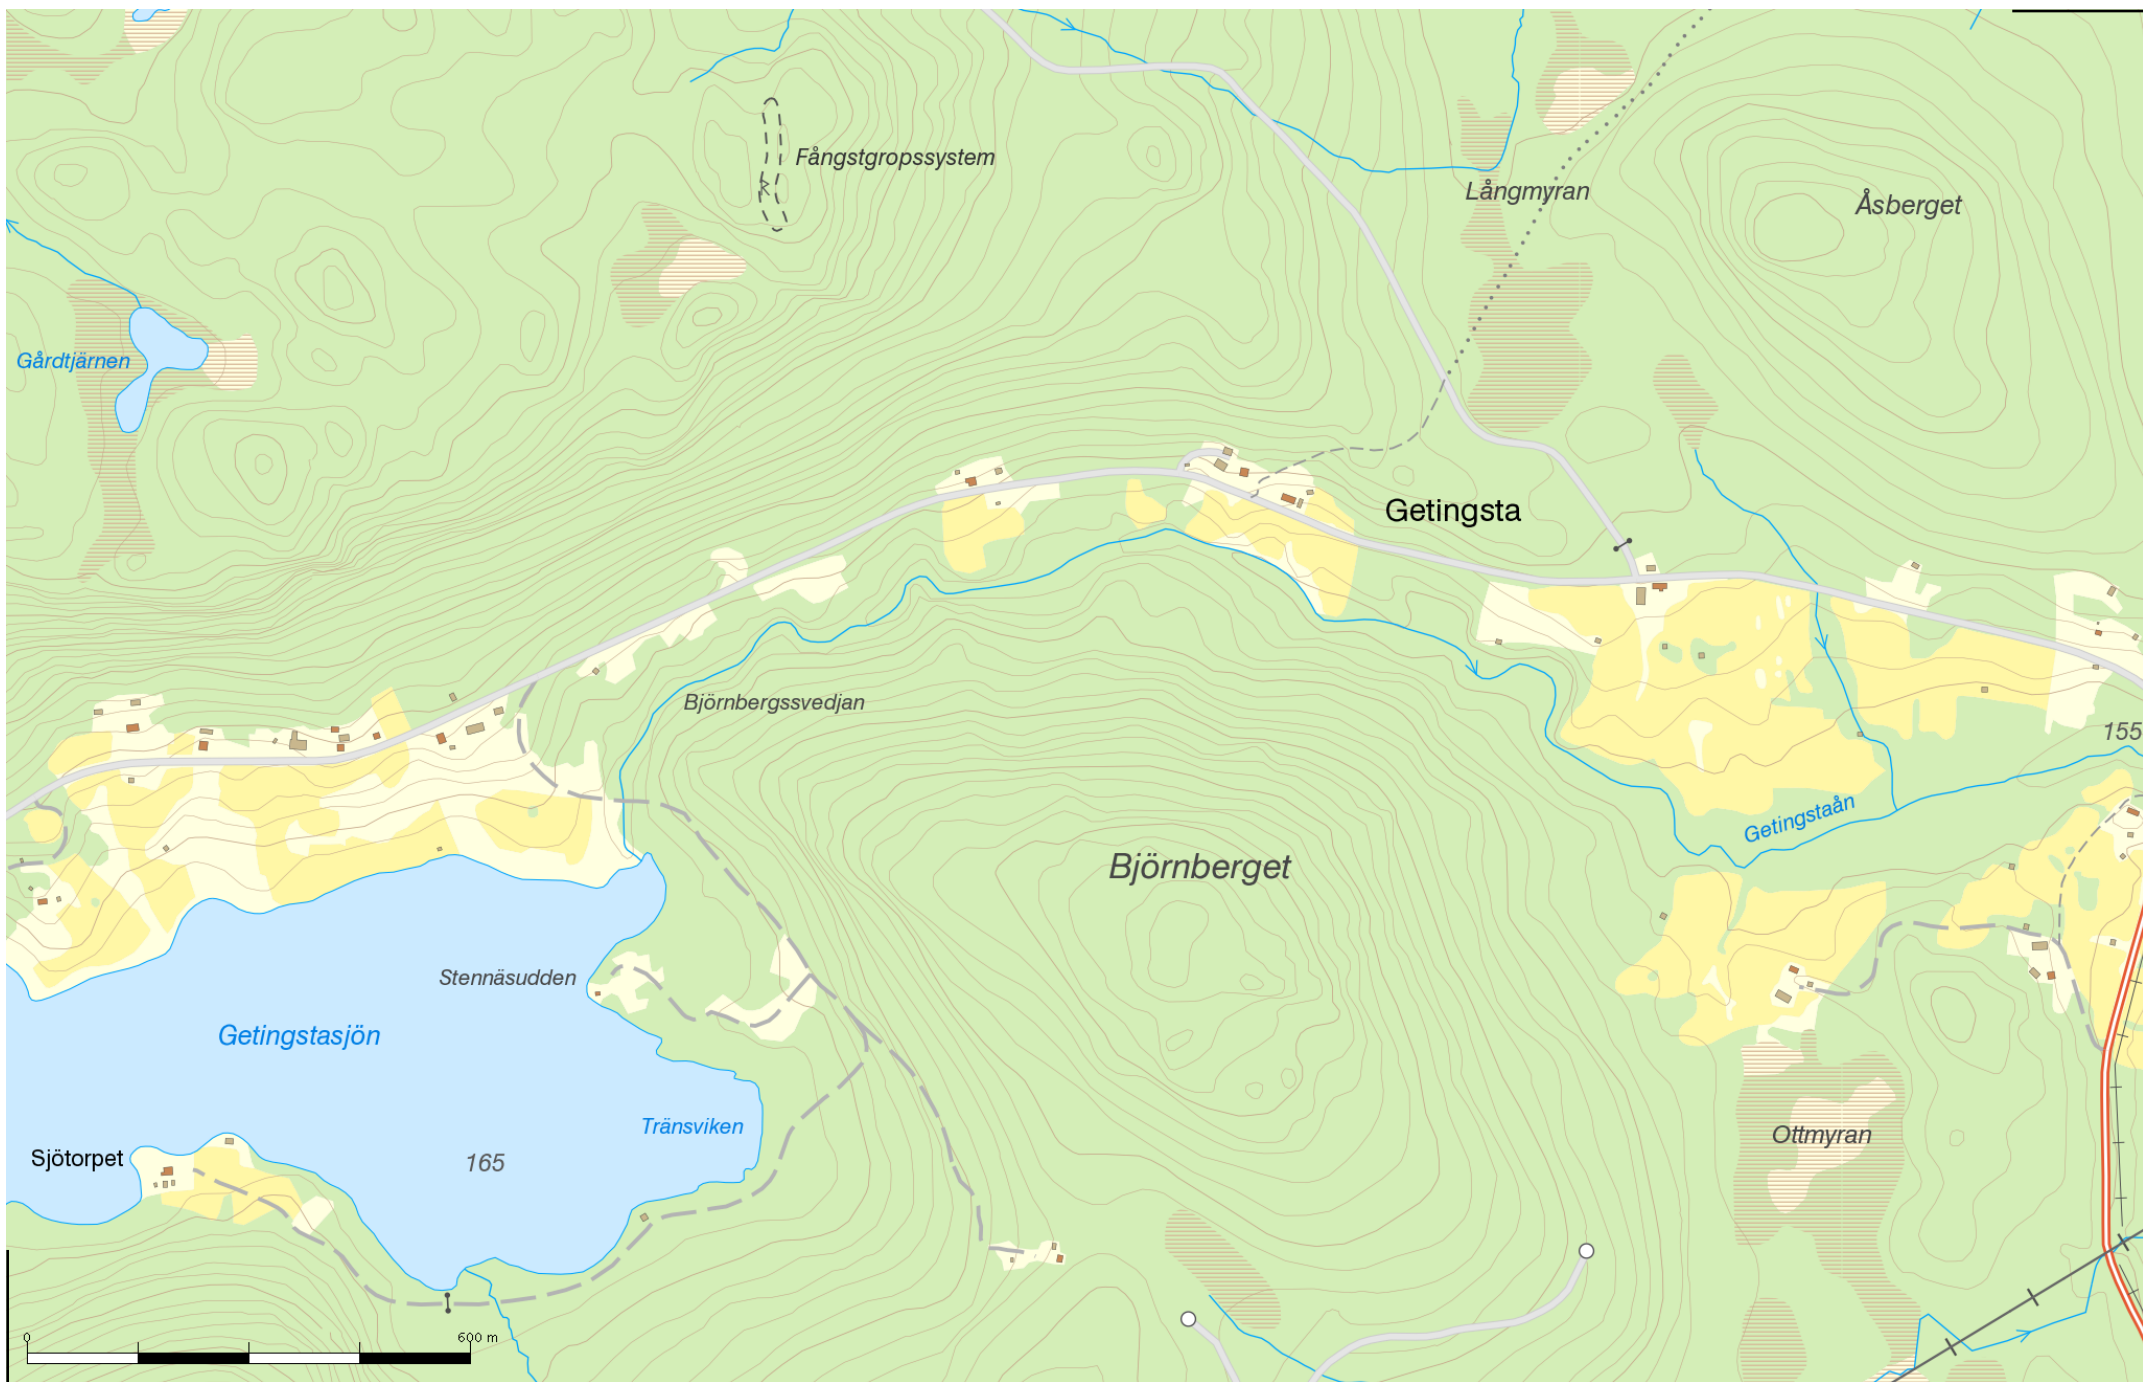 Fångstgropssystem
Långmyran
Åsberget
Gårdtjärnen
Getingsta
Björnbergssvedjan
155
Getingstaån
Björnberget
Stennäsudden
Getingstasjön
Tränsviken
Ottmyran
Sjötorpet
165
0 600 m